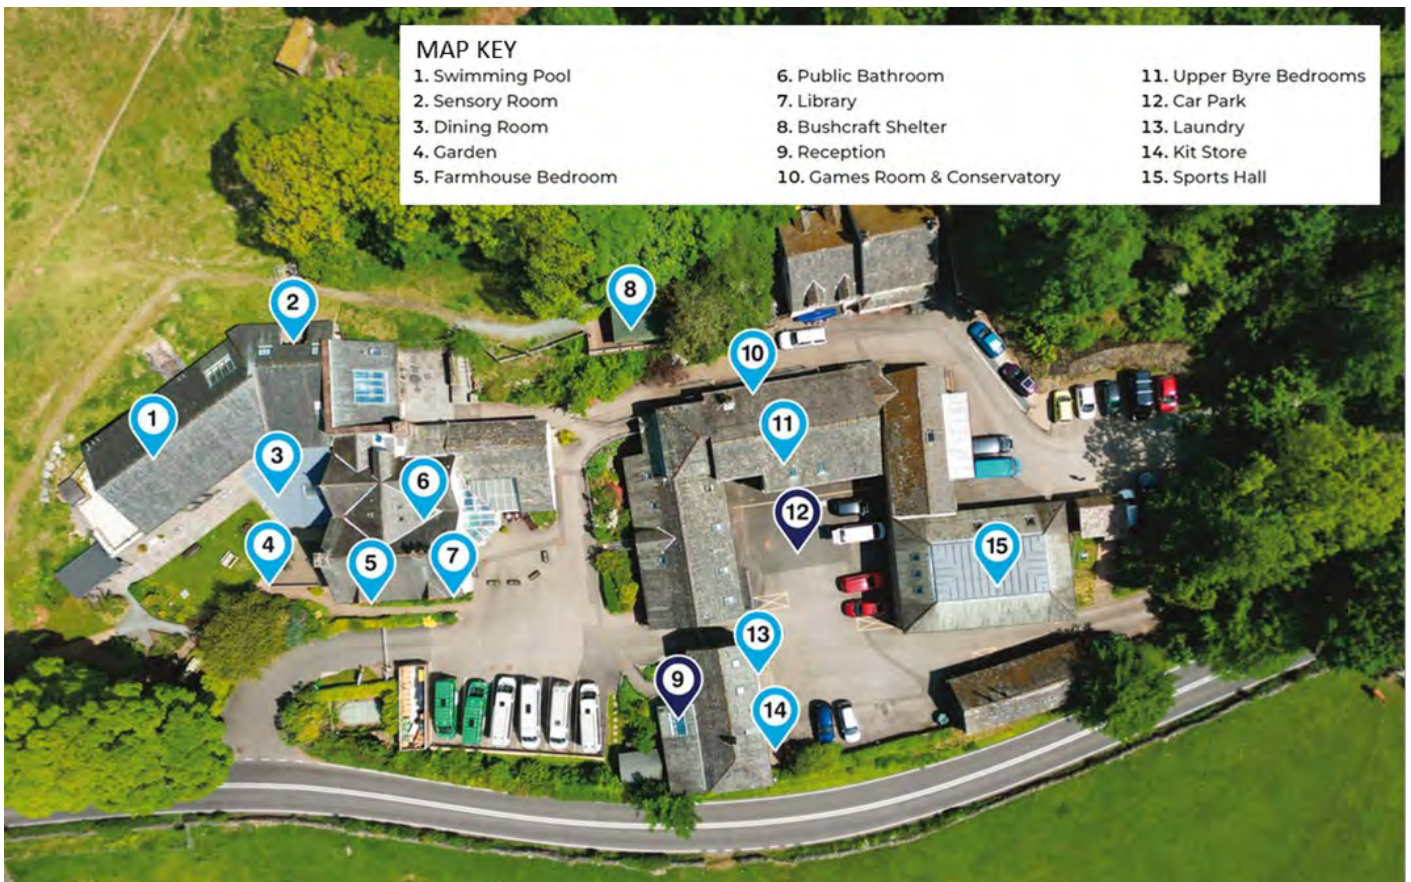 MAP KEY
1. Swimming Pool
2. Sensory Room
3. Dining Room
4. Garden
5. Farmhouse Bedroom
6. Public Bathroom
7. Library
8. Bushcraft Shelter
9. Reception
10. Games Room & Conservatory
11. Upper Byre Bedrooms
12. Car Park
13. Laundry
14. Kit Store
15. Sports Hall
2
8
10
1
11
3
6
12
4
5
7
15
13
9
14